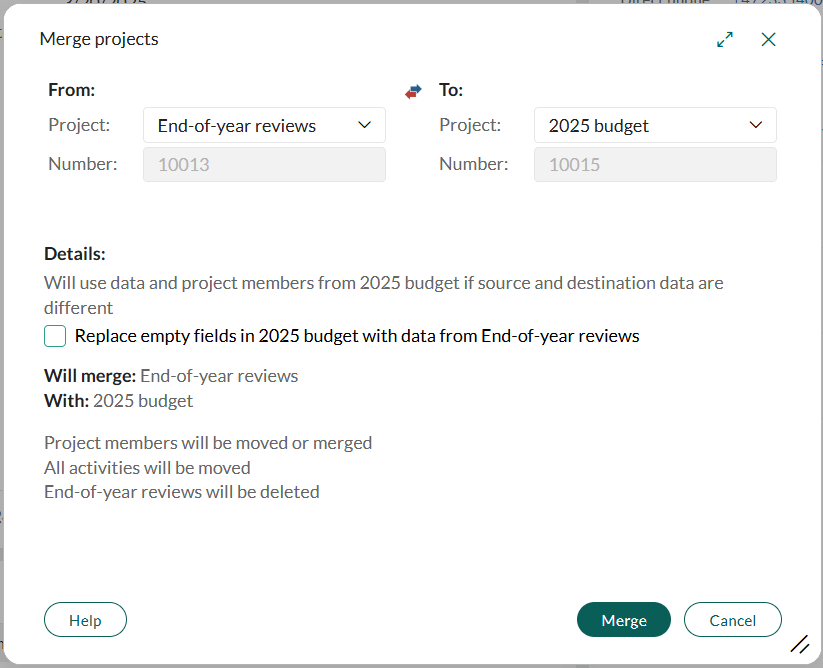 Merge projects
From:
To:
Project:
End-of-year reviews
Project:
2025 budget
Number:
10013
Number:
10015
Details:
Will use data and project members from 2025 budget if source and destination data are
different
Replace empty fields in 2025 budget with data from End-of-year reviews
Will merge: End-of-year reviews
With: 2025 budget
Project members will be moved or merged
All activities will be moved
End-of-year reviews will be deleted
Help
Merge
Cancel